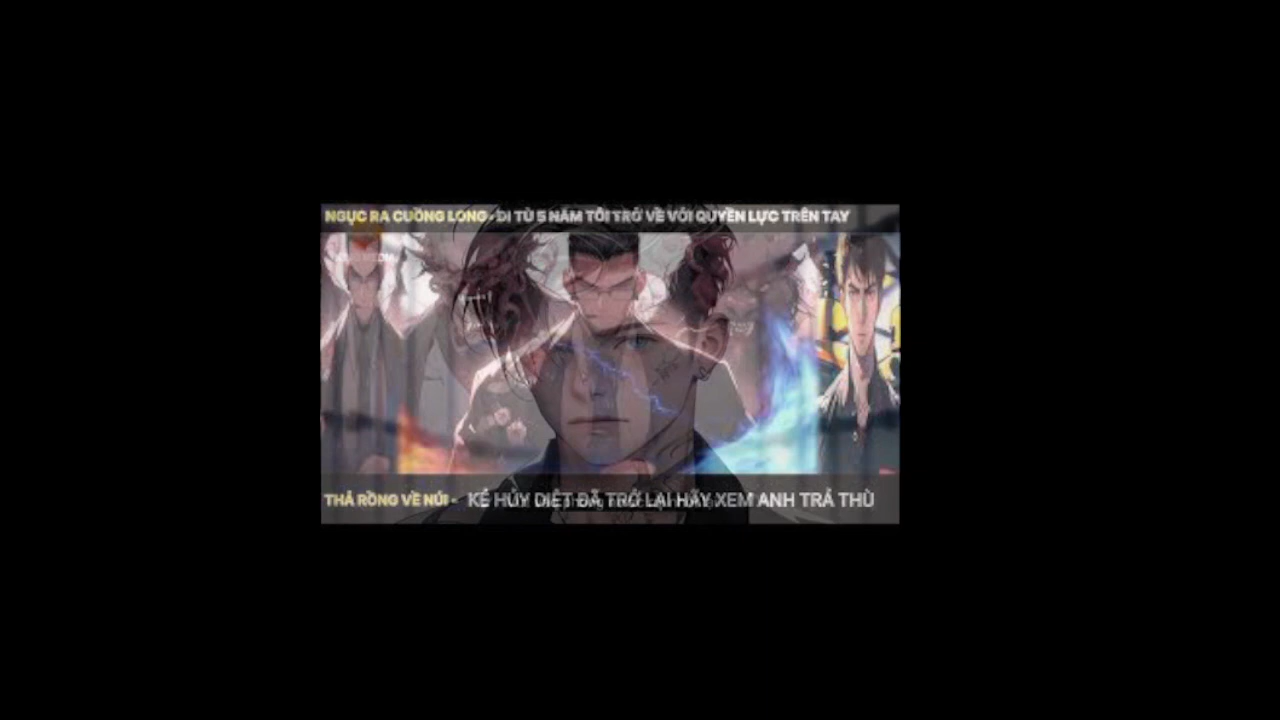 NGỤC RA CUỒNG LONG - ĐI TÙ 5 NĂM TÔI TRỞ VỀ VỚI QUYỀN LỰC TRÊN TAY
THẢ RỒNG VỀ NÚI - KẺ HỦY DIỆT ĐÃ TRỞ LẠI HÃY XEM ANH TRẢ THÙ